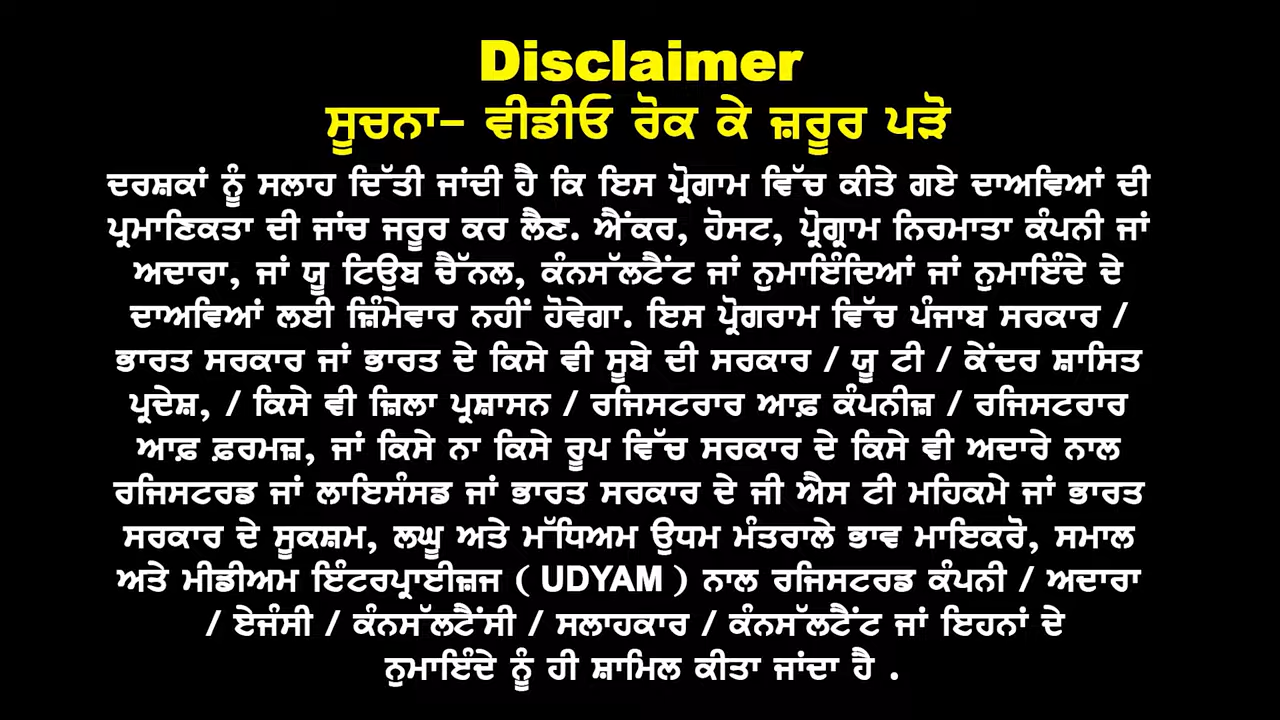 Disclaimer
ਸੂਚਨਾ- ਵੀਡੀਓ ਰੋਕ ਕੇ ਜ਼ਰੂਰ ਪੜੋ
ਦਰਸ਼ਕਾਂ ਨੂੰ ਸਲਾਹ ਦਿੱਤੀ ਜਾਂਦੀ ਹੈ ਕਿ ਇਸ ਪ੍ਰੋਗਾਮ ਵਿੱਚ ਕੀਤੇ ਗਏ ਦਾਅਵਿਆਂ ਦੀ
ਪ੍ਰਮਾਣਿਕਤਾ ਦੀ ਜਾਂਚ ਜਰੂਰ ਕਰ ਲੈਣ. ਐਂਕਰ, ਹੋਸਟ, ਪ੍ਰੋਗ੍ਰਾਮ ਨਿਰਮਾਤਾ ਕੰਪਨੀ ਜਾਂ
ਅਦਾਰਾ, ਜਾਂ ਯੂ ਟਿਊਬ ਚੈੱਨਲ, ਕੰਨਸੱਲਟੈਂਟ ਜਾਂ ਨੁਮਾਇੰਦਿਆਂ ਜਾਂ ਨੁਮਾਇੰਦੇ ਦੇ
ਦਾਅਵਿਆਂ ਲਈ ਜ਼ਿੰਮੇਵਾਰ ਨਹੀਂ ਹੋਵੇਗਾ. ਇਸ ਪ੍ਰੋਗਰਾਮ ਵਿੱਚ ਪੰਜਾਬ ਸਰਕਾਰ /
ਭਾਰਤ ਸਰਕਾਰ ਜਾਂ ਭਾਰਤ ਦੇ ਕਿਸੇ ਵੀ ਸੂਬੇ ਦੀ ਸਰਕਾਰ / ਯੂ ਟੀ / ਕੇਂਦਰ ਸ਼ਾਸਿਤ
ਪ੍ਰਦੇਸ਼, / ਕਿਸੇ ਵੀ ਜ਼ਿਲਾ ਪ੍ਰਸ਼ਾਸਨ / ਰਜਿਸਟਰਾਰ ਆਫ਼ ਕੰਪਨੀਜ਼ / ਰਜਿਸਟਰਾਰ
ਆਫ਼ ਫ਼ਰਮਜ਼, ਜਾਂ ਕਿਸੇ ਨਾ ਕਿਸੇ ਰੂਪ ਵਿੱਚ ਸਰਕਾਰ ਦੇ ਕਿਸੇ ਵੀ ਅਦਾਰੇ ਨਾਲ
ਰਜਿਸਟਰਡ ਜਾਂ ਲਾਇਸੰਸਡ ਜਾਂ ਭਾਰਤ ਸਰਕਾਰ ਦੇ ਜੀ ਐਸ ਟੀ ਮਹਿਕਮੇ ਜਾਂ ਭਾਰਤ
ਸਰਕਾਰ ਦੇ ਸੂਕਸ਼ਮ, ਲਘੂ ਅਤੇ ਮੱਧਿਅਮ ਉਧਮ ਮੰਤਰਾਲੇ ਭਾਵ ਮਾਇਕਰੋ, ਸਮਾਲ
ਅਤੇ ਮੀਡੀਅਮ ਇੰਟਰਪ੍ਰਾਈਜ਼ਜ ( UDYAM ) ਨਾਲ ਰਜਿਸਟਰਡ ਕੰਪਨੀ / ਅਦਾਰਾ
/ ਏਜੰਸੀ / ਕੰਨਸੱਲਟੈਂਸੀ / ਸਲਾਹਕਾਰ / ਕੰਨਸੱਲਟੈਂਟ ਜਾਂ ਇਹਨਾਂ ਦੇ
ਨੁਮਾਇੰਦੇ ਨੂੰ ਹੀ ਸ਼ਾਮਿਲ ਕੀਤਾ ਜਾਂਦਾ ਹੈ .